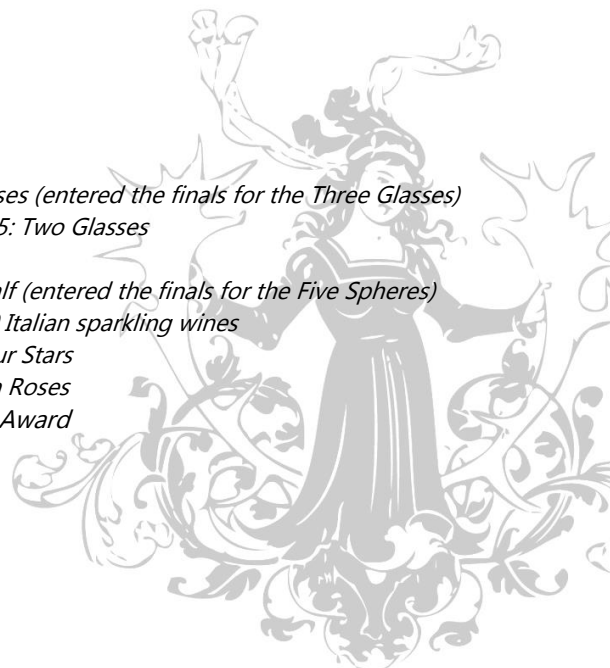 ses (entered the finals for the Three Glasses)
5: Two Glasses
lf (entered the finals for the Five Spheres)
Italian sparkling wines
ur Stars
Roses
Award